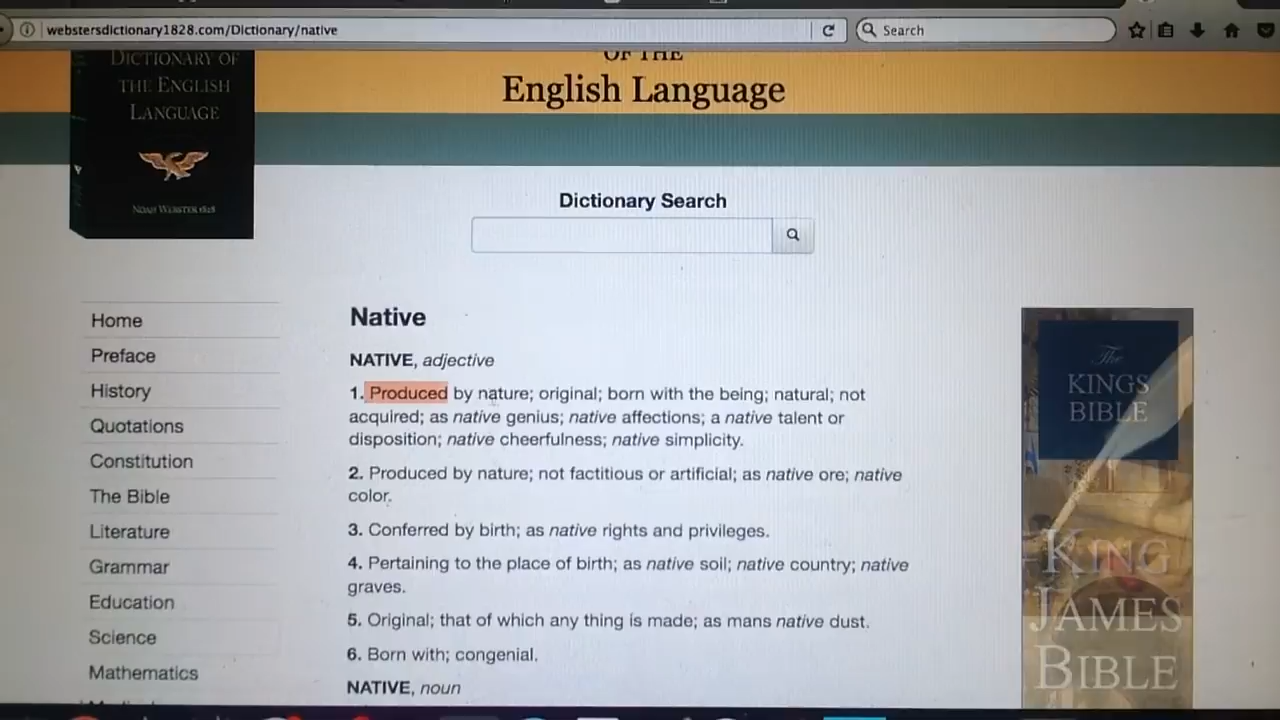 webstersdictionary1828.com/Dictionary/native
Search
DICTIONARY OF
THE ENGLISH
LANGUAGE
NOAH WEBSTER 1828
OF THE
English Language
Dictionary Search
Home
Preface
History
Quotations
Constitution
The Bible
Literature
Grammar
Education
Science
Mathematics
Native
NATIVE, adjective
1. Produced by nature; original; born with the being; natural; not
acquired; as native genius; native affections; a native talent or
disposition; native cheerfulness; native simplicity.
2. Produced by nature; not factitious or artificial; as native ore; native
color.
3. Conferred by birth; as native rights and privileges.
4. Pertaining to the place of birth; as native soil; native country; native
graves.
5. Original; that of which any thing is made; as mans native dust.
6. Born with; congenial.
NATIVE, noun
The
KINGS
BIBLE
KING
JAMES
BIBLE